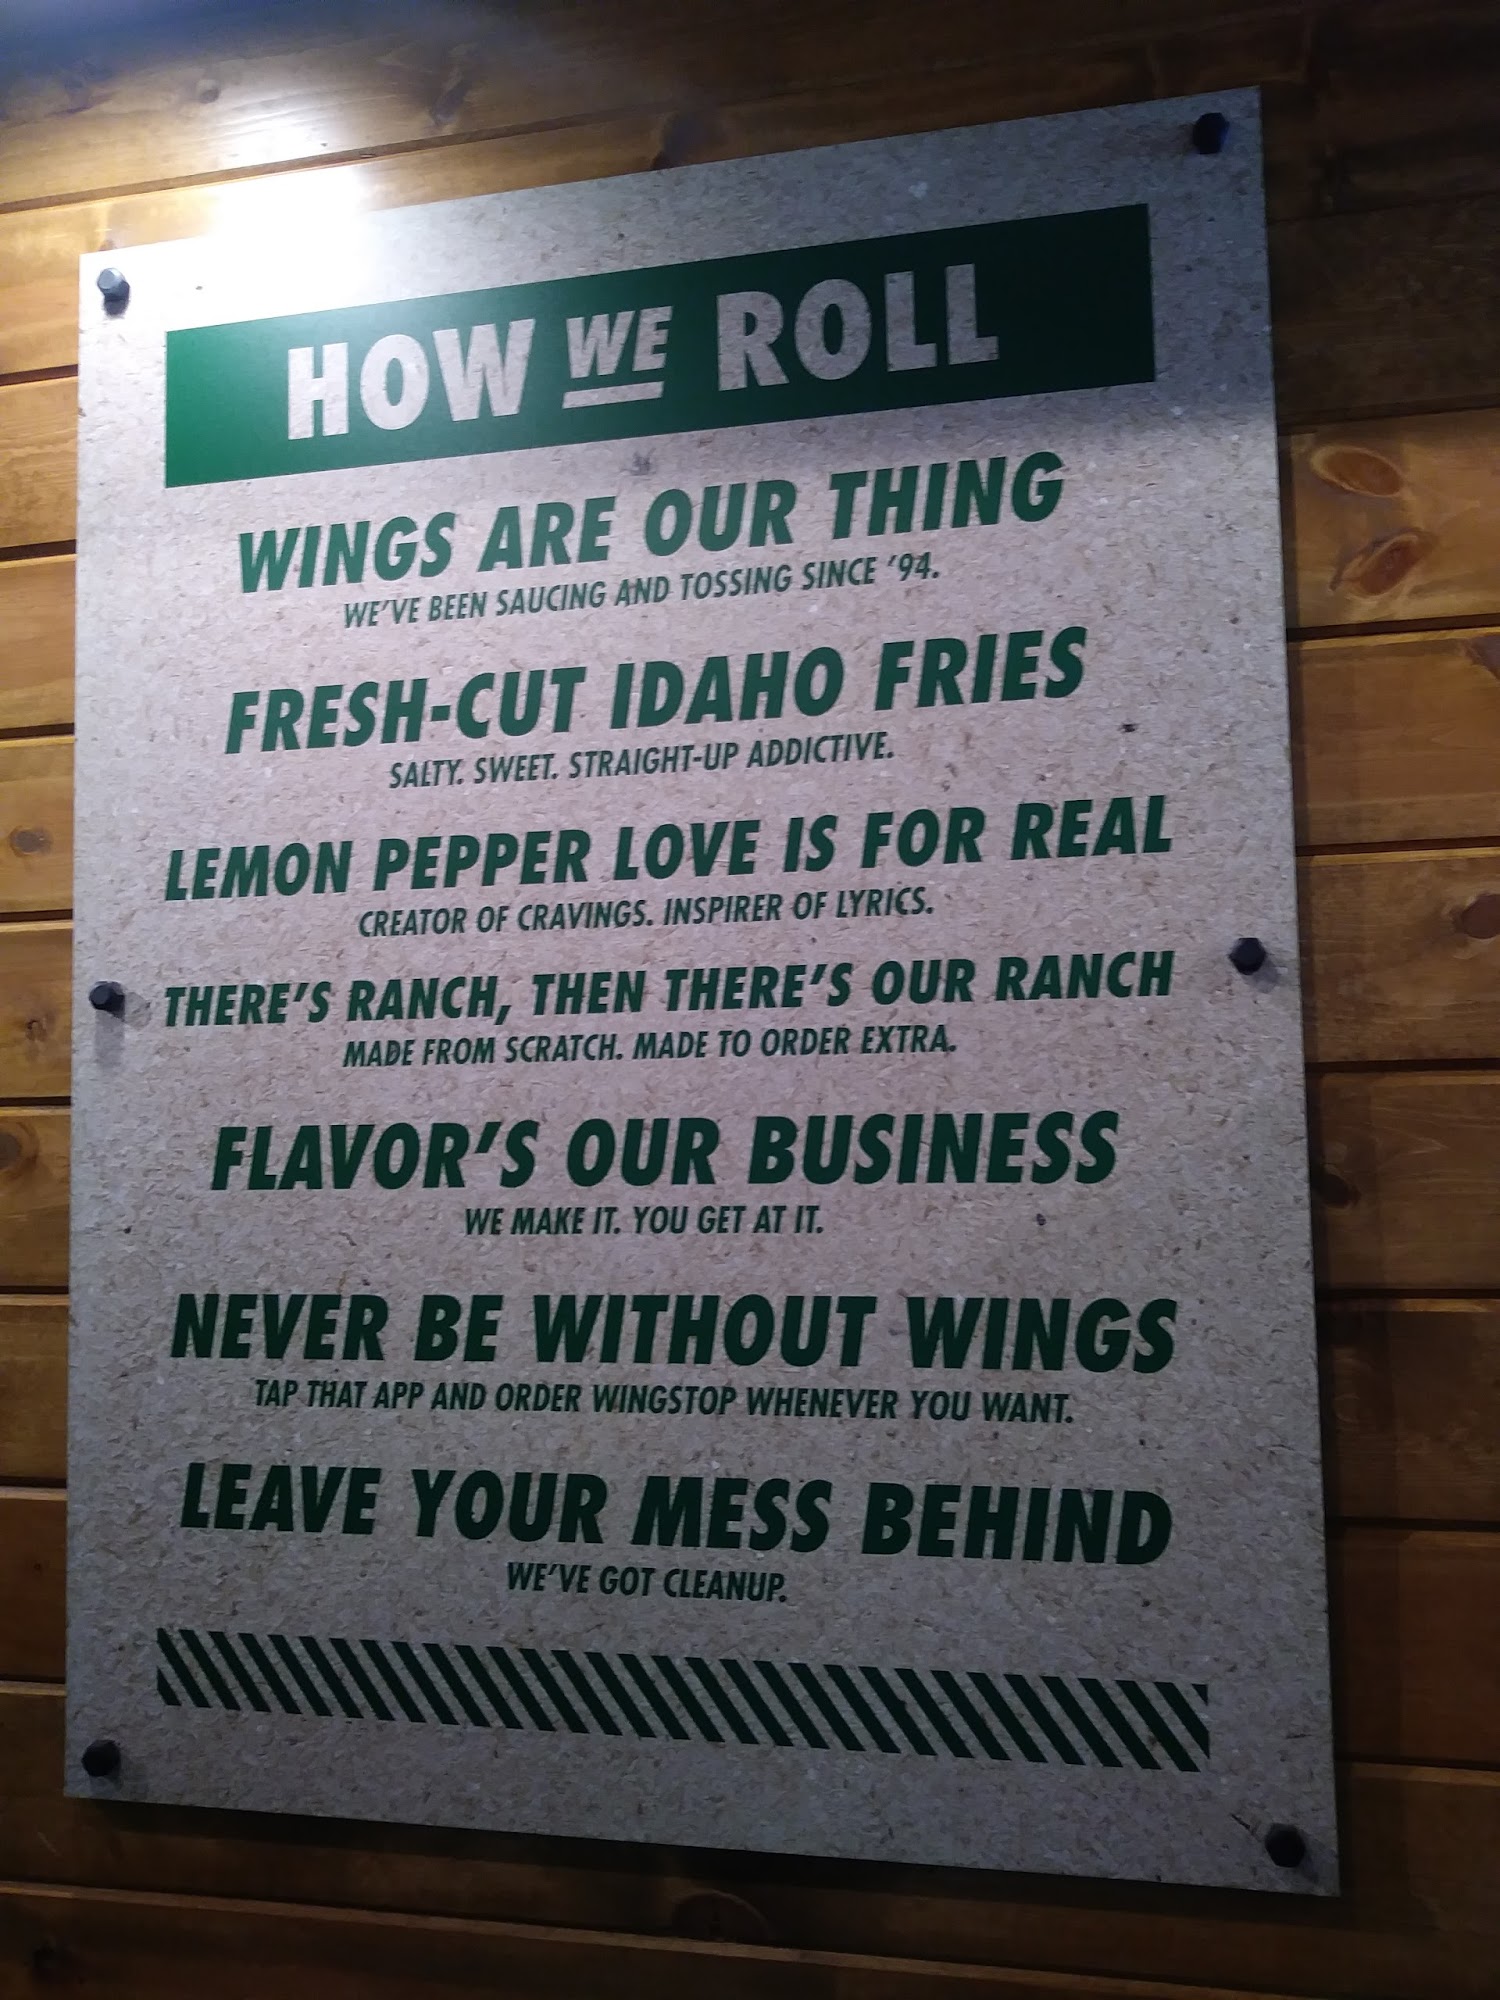 HOW WE ROLL
WINGS ARE OUR THING
WE'VE BEEN SAUCING AND TOSSING SINCE '94.
FRESH-CUT IDAHO FRIES
SALTY. SWEET. STRAIGHT-UP ADDICTIVE.
LEMON PEPPER LOVE IS FOR REAL
CREATOR OF CRAVINGS. INSPIRER OF LYRICS.
THERE'S RANCH, THEN THERE'S OUR RANCH
MADE FROM SCRATCH. MADE TO ORDER EXTRA.
FLAVOR'S OUR BUSINESS
WE MAKE IT. YOU GET AT IT.
NEVER BE WITHOUT WINGS
TAP THAT APP AND ORDER WINGSTOP WHENEVER YOU WANT.
LEAVE YOUR MESS BEHIND
WE'VE GOT CLEANUP.